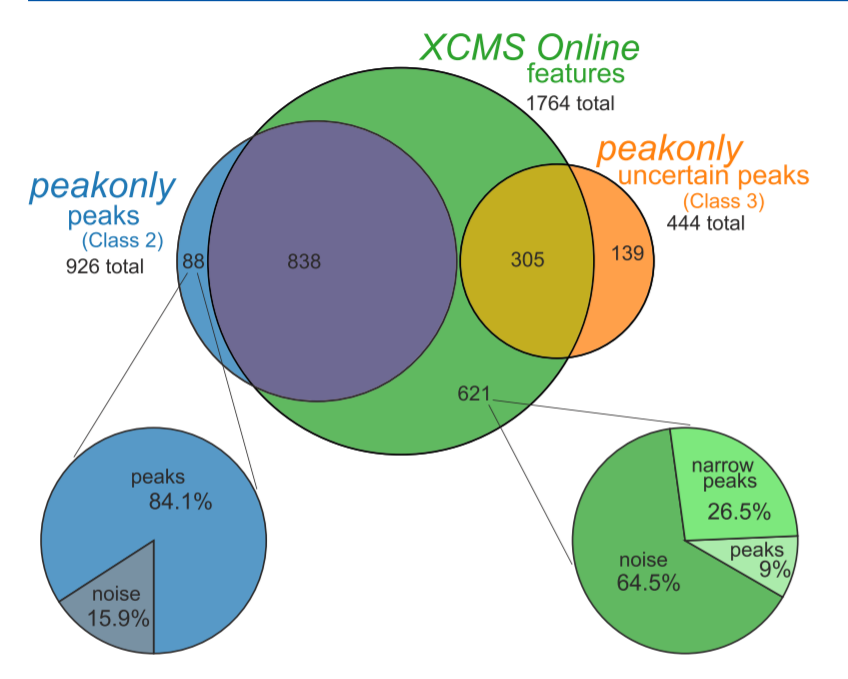 XCMS Online
features
1764 total
peakonly
uncertain peaks
(Class 3)
444 total
peakonly
peaks
(Class 2)
926 total
88
838
305
139
621
peaks
84.1%
noise
15.9%
narrow
peaks
26.5%
peaks
9%
noise
64.5%